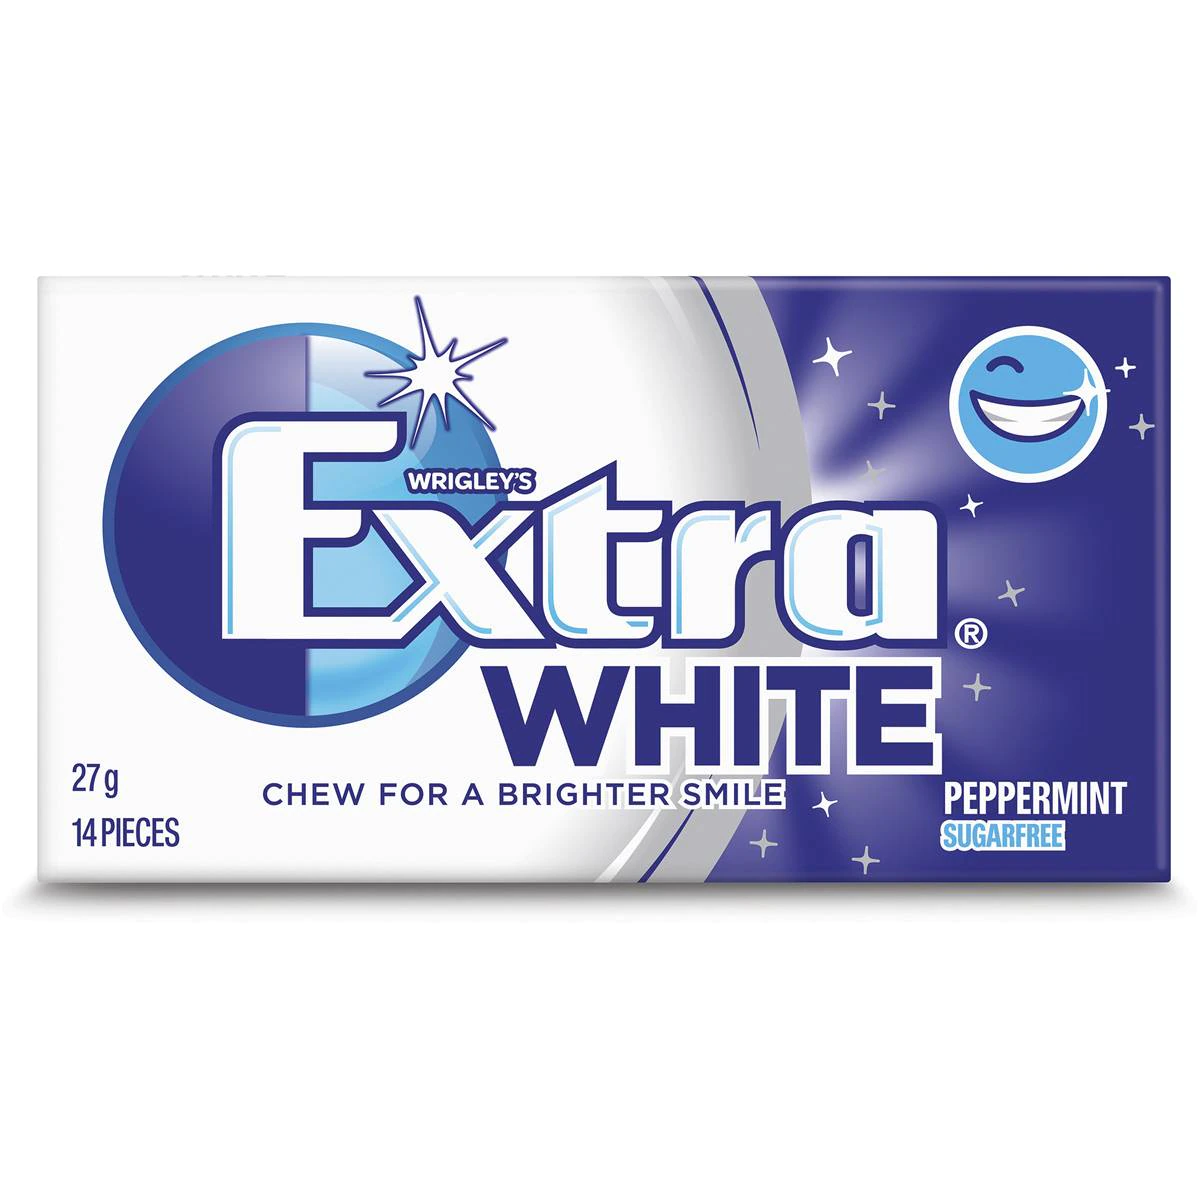 WRIGLEY'S
Extra®
WHITE
CHEW FOR A BRIGHTER SMILE
27g
14 PIECES
PEPPERMINT
SUGARFREE